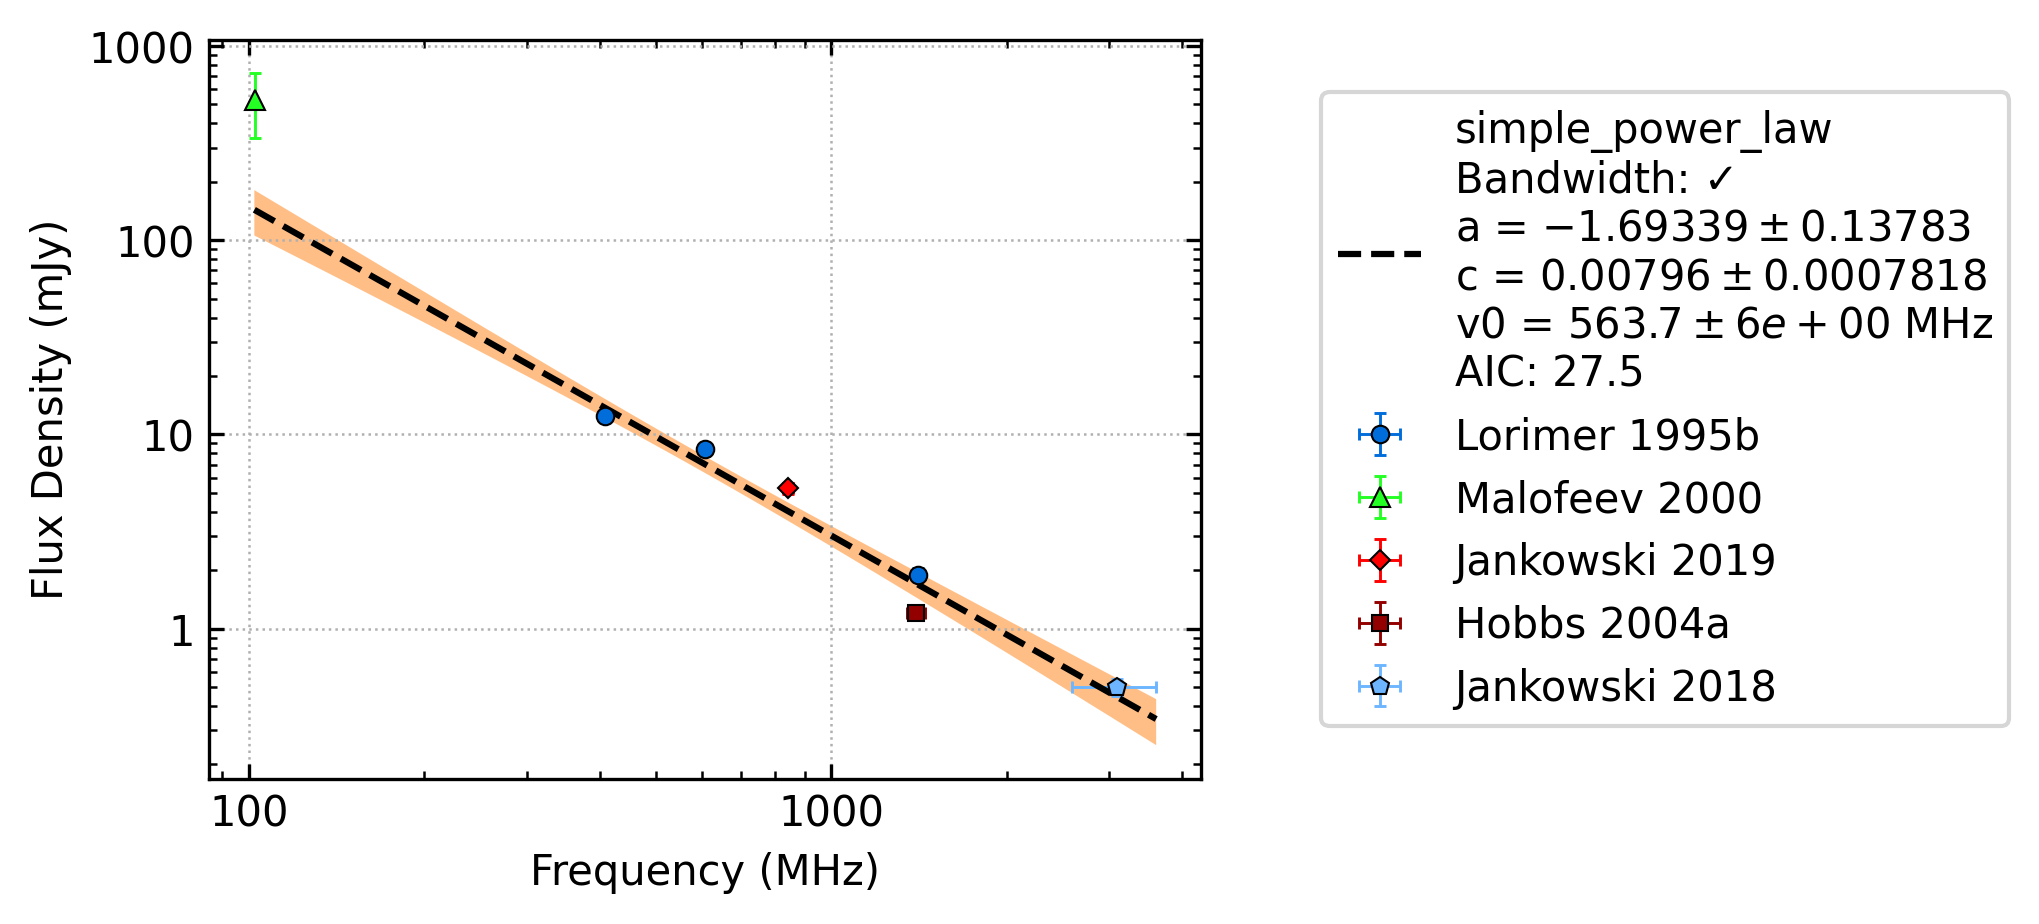 1000
100
10
1
100
1000
Flux Density (mJy)
Frequency (MHz)
simple_power_law
Bandwidth: ✓
a = −1.69339 ± 0.13783
c = 0.00796 ± 0.0007818
v0 = 563.7 ± 6e + 00 MHz
AIC: 27.5
Lorimer 1995b
Malofeev 2000
Jankowski 2019
Hobbs 2004a
Jankowski 2018